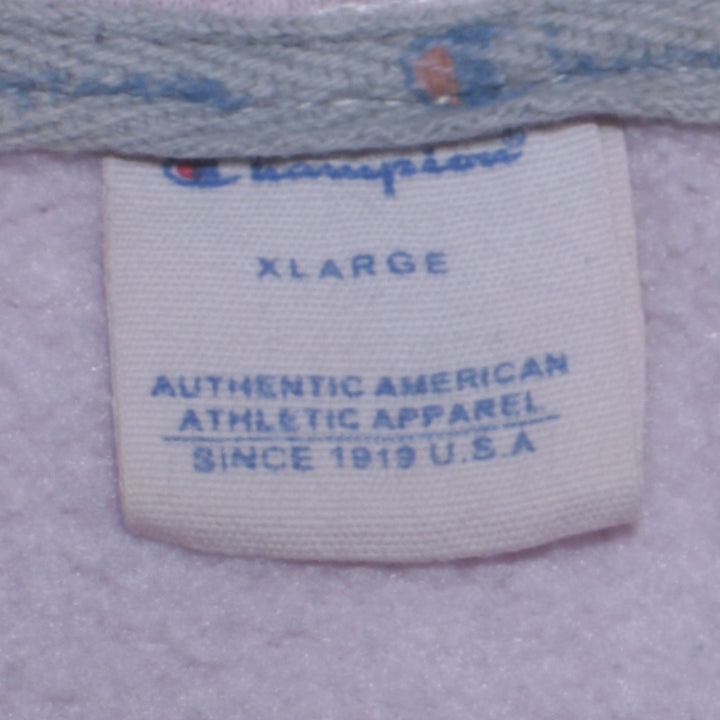 Champion®
XLARGE
AUTHENTIC AMERICAN
ATHLETIC APPAREL
SINCE 1919 U.S.A